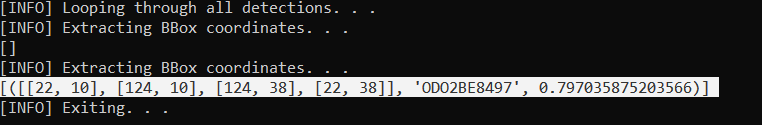 [INFO] Looping through all detections. . .
[INFO] Extracting BBox coordinates. . .
[]
[INFO] Extracting BBox coordinates. . .
[([[22, 10], [124, 10], [124, 38], [22, 38]], 'ODO2BE8497', 0.797035875203566)]
[INFO] Exiting. . .